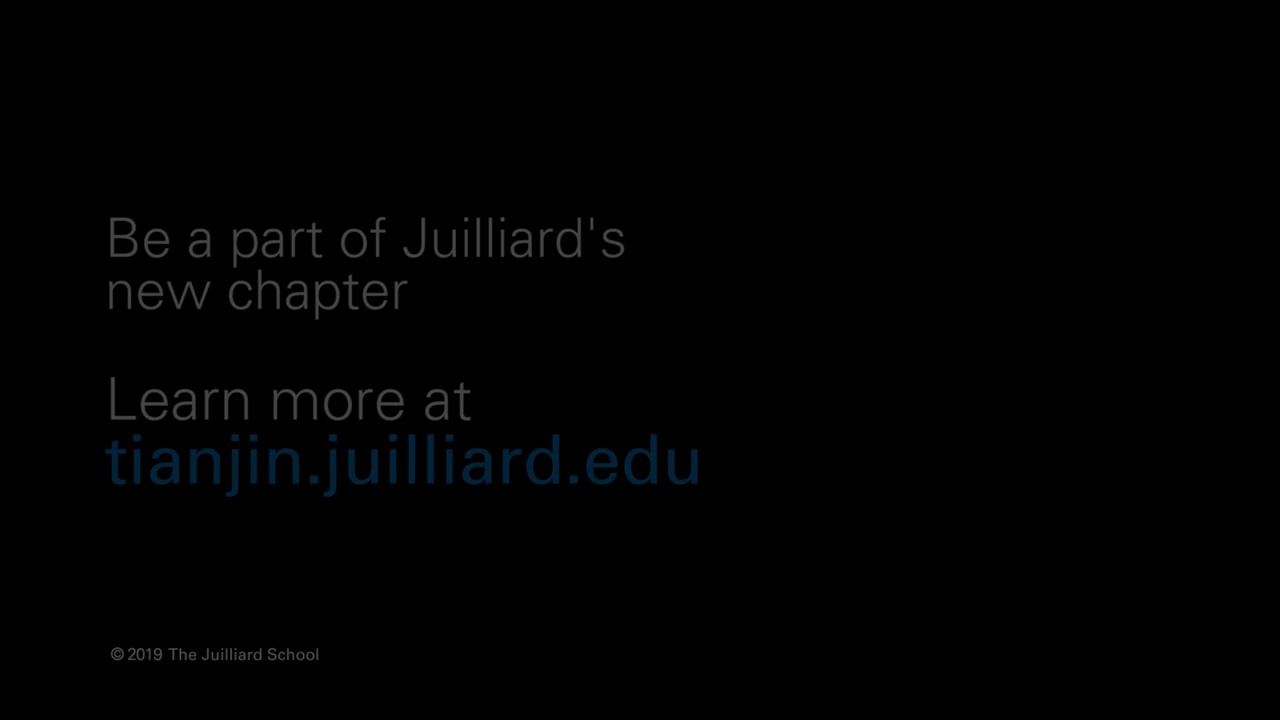 Be a part of Juilliard's
new chapter
Learn more at
tianjin.juilliard.edu
© 2019 The Juilliard School